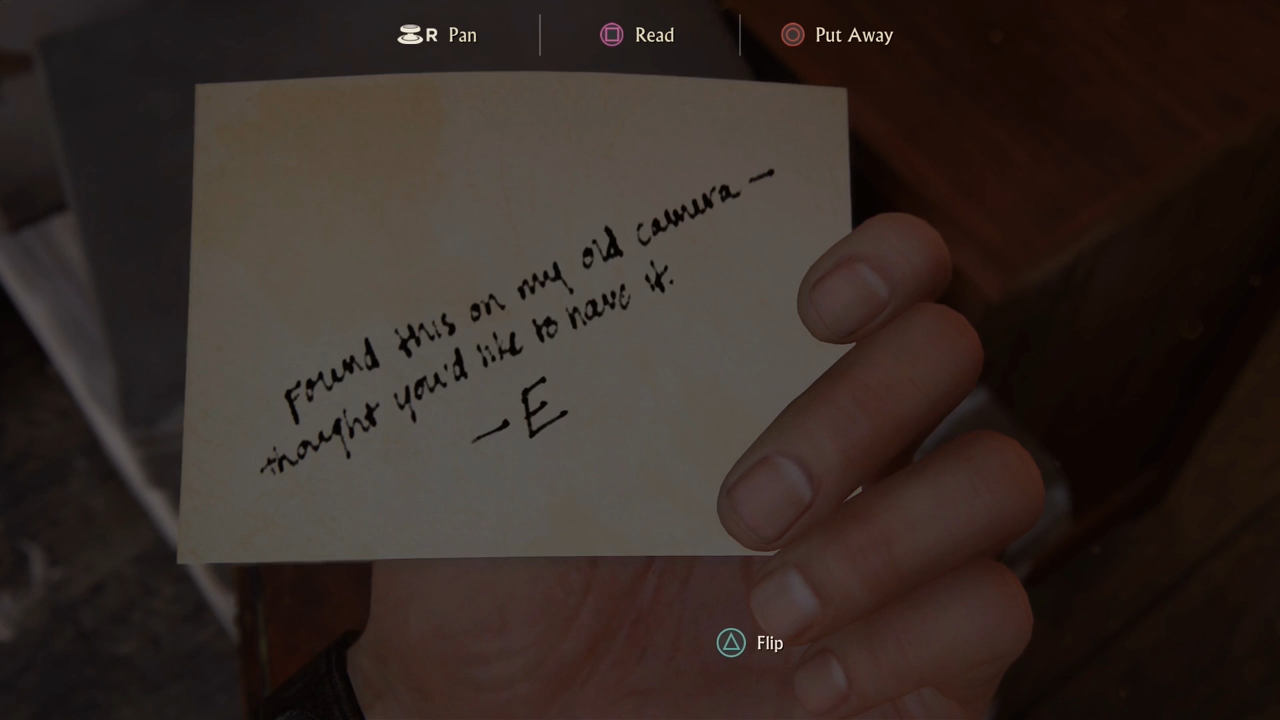 R Pan
Read
Put Away
Found this on my old camera —
thought you'd like to have it.
— E
Flip